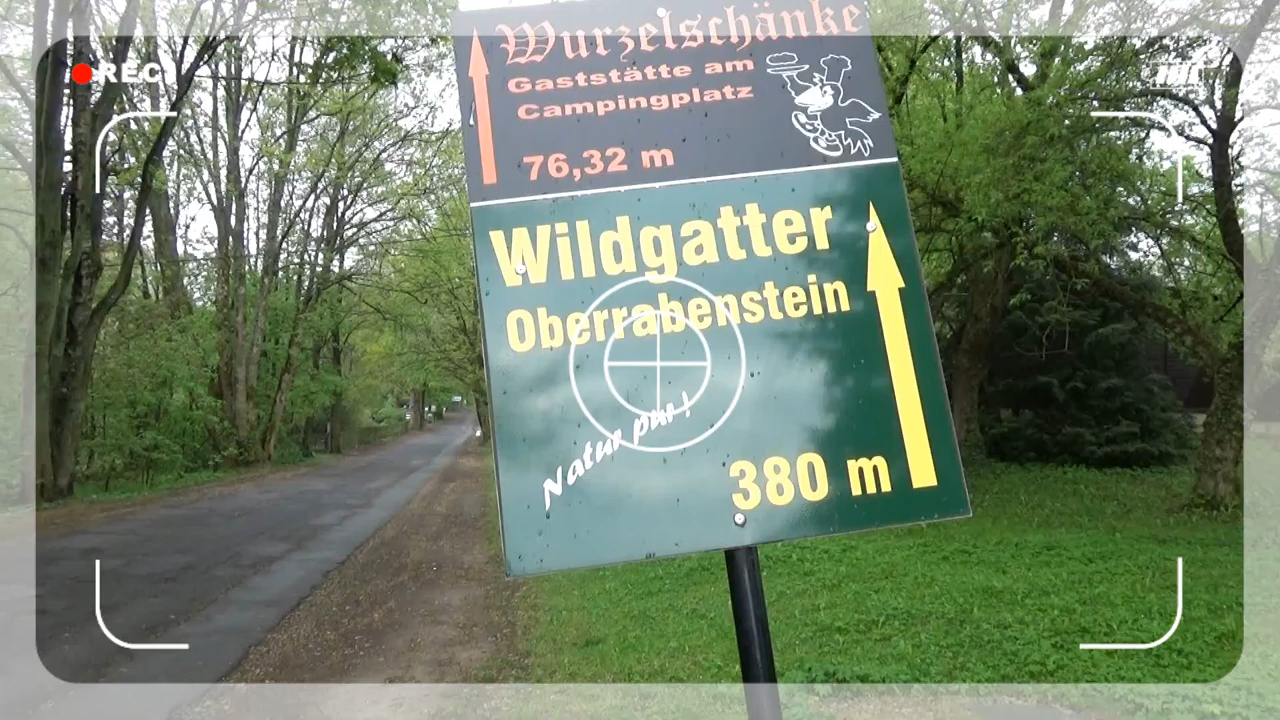 REC
Wurzelschänke
Gaststätte am
Campingplatz
76,32 m
Wildgatter
Oberrabenstein
Natur pur!
380 m